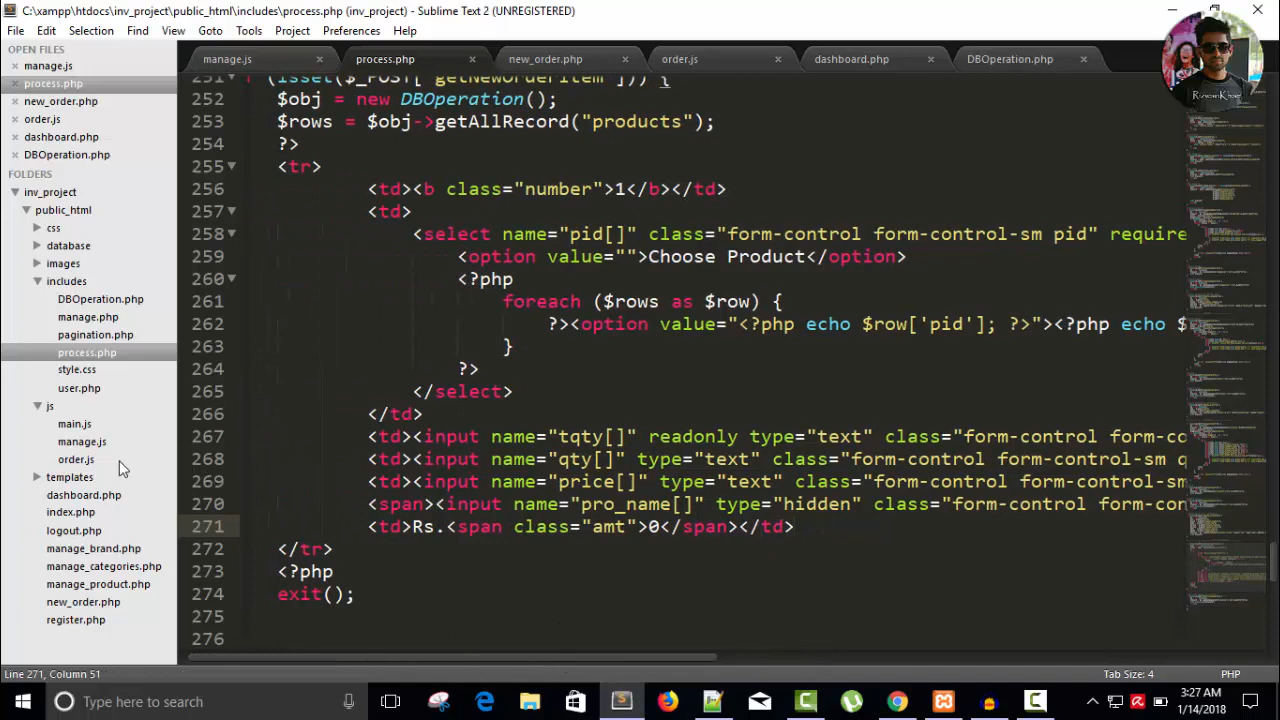 C:\xampp\htdocs\inv_project\public_html\includes\process.php (inv_project) - Sublime Text 2 (UNREGISTERED)
File Edit Selection Find View Goto Tools Project Preferences Help
OPEN FILES
manage.js
process.php
new_order.php
order.js
dashboard.php
DBOperation.php
FOLDERS
inv_project
public_html
css
database
images
includes
DBOperation.php
manage.php
pagination.php
process.php
style.css
user.php
js
main.js
manage.js
order.js
templates
dashboard.php
index.php
logout.php
manage_brand.php
manage_categories.php
manage_product.php
new_order.php
register.php
manage.js process.php new_order.php order.js dashboard.php DBOperation.php
251 (isset($_POST["getNewOrderItem"])) {
252 $obj = new DBOperation();
253 $rows = $obj->getAllRecord("products");
254 ?>
255 <tr>
256 <td><b class="number">1</b></td>
257 <td>
258 <select name="pid[]" class="form-control form-control-sm pid" require
259 <option value="">Choose Product</option>
260 <?php
261 foreach ($rows as $row) {
262 ?><option value="<?php echo $row['pid']; ?>"><?php echo $
263 }
264 ?>
265 </select>
266 </td>
267 <td><input name="tqty[]" readonly type="text" class="form-control form-co
268 <td><input name="qty[]" type="text" class="form-control form-control-sm q
269 <td><input name="price[]" type="text" class="form-control form-control-sm
270 <span><input name="pro_name[]" type="hidden" class="form-control form-con
271 <td>Rs.<span class="amt">0</span></td>
272 </tr>
273 <?php
274 exit();
275
276
Line 271, Column 51 Tab Size: 4 PHP
Type here to search
3:27 AM
1/14/2018